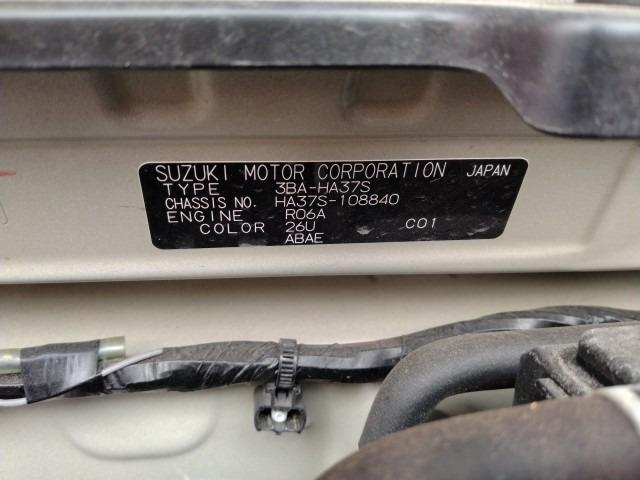 SUZUKI MOTOR CORPORATION JAPAN
TYPE 3BA-HA37S
CHASSIS NO. HA37S-108840
ENGINE R06A
COLOR 26U C01
ABAE